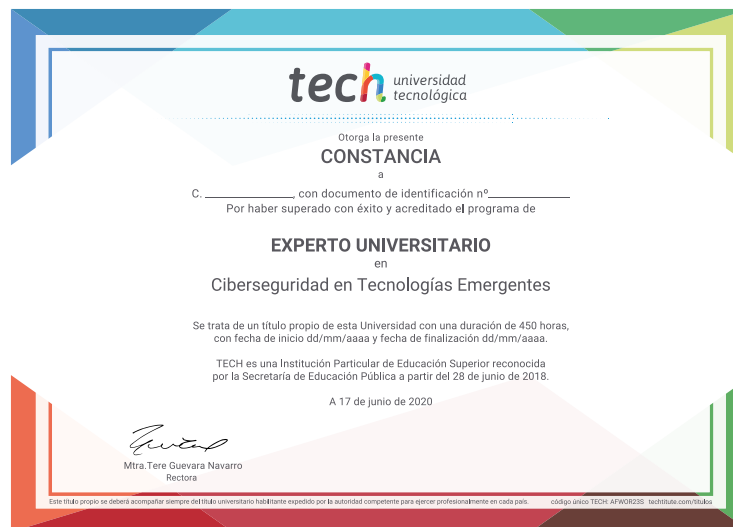 tech universidad
tecnológica
Otorga la presente
CONSTANCIA
a
C. ______________, con documento de identificación nº______________
Por haber superado con éxito y acreditado el programa de
EXPERTO UNIVERSITARIO
en
Ciberseguridad en Tecnologías Emergentes
Se trata de un título propio de esta Universidad con una duración de 450 horas,
con fecha de inicio dd/mm/aaaa y fecha de finalización dd/mm/aaaa.
TECH es una Institución Particular de Educación Superior reconocida
por la Secretaría de Educación Pública a partir del 28 de junio de 2018.
A 17 de junio de 2020
Mtra.Tere Guevara Navarro
Rectora
Este título propio se deberá acompañar siempre del título universitario habilitante expedido por la autoridad competente para ejercer profesionalmente en cada país. código único TECH: AFWOR23S techtitute.com/titulos